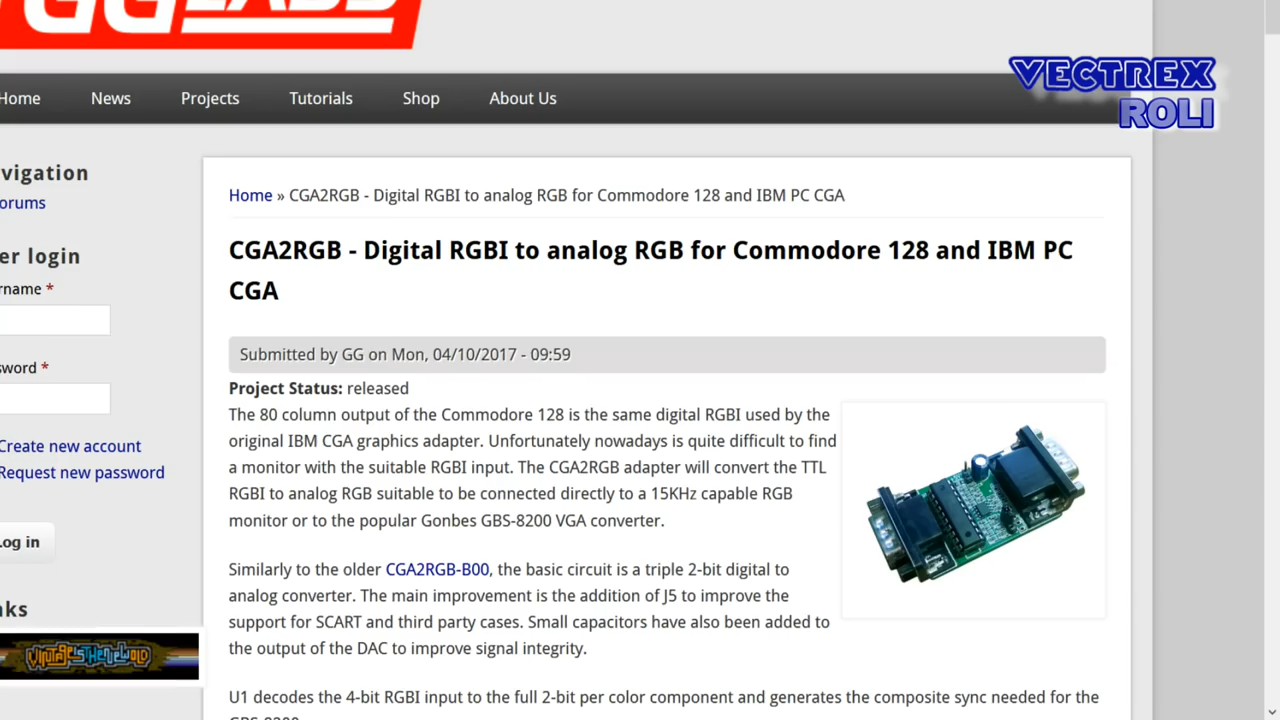 GGLABS
VECTREX
ROLI
Home News Projects Tutorials Shop About Us
vigation
orums
er login
rname *
sword *
Create new account
Request new password
Log in
nks
VINTAGEISTHENEWOLD
Home » CGA2RGB - Digital RGBI to analog RGB for Commodore 128 and IBM PC CGA
CGA2RGB - Digital RGBI to analog RGB for Commodore 128 and IBM PC
CGA
Submitted by GG on Mon, 04/10/2017 - 09:59
Project Status: released
The 80 column output of the Commodore 128 is the same digital RGBI used by the
original IBM CGA graphics adapter. Unfortunately nowadays is quite difficult to find
a monitor with the suitable RGBI input. The CGA2RGB adapter will convert the TTL
RGBI to analog RGB suitable to be connected directly to a 15KHz capable RGB
monitor or to the popular Gonbes GBS-8200 VGA converter.
Similarly to the older CGA2RGB-B00, the basic circuit is a triple 2-bit digital to
analog converter. The main improvement is the addition of J5 to improve the
support for SCART and third party cases. Small capacitors have also been added to
the output of the DAC to improve signal integrity.
U1 decodes the 4-bit RGBI input to the full 2-bit per color component and generates the composite sync needed for the
GBS-8200